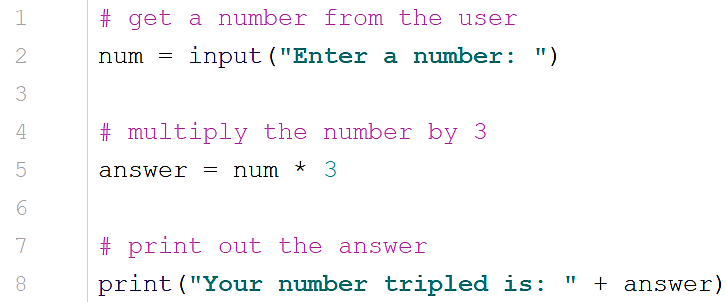 1 # get a number from the user
2 num = input("Enter a number: ")
3
4 # multiply the number by 3
5 answer = num * 3
6
7 # print out the answer
8 print("Your number tripled is: " + answer)